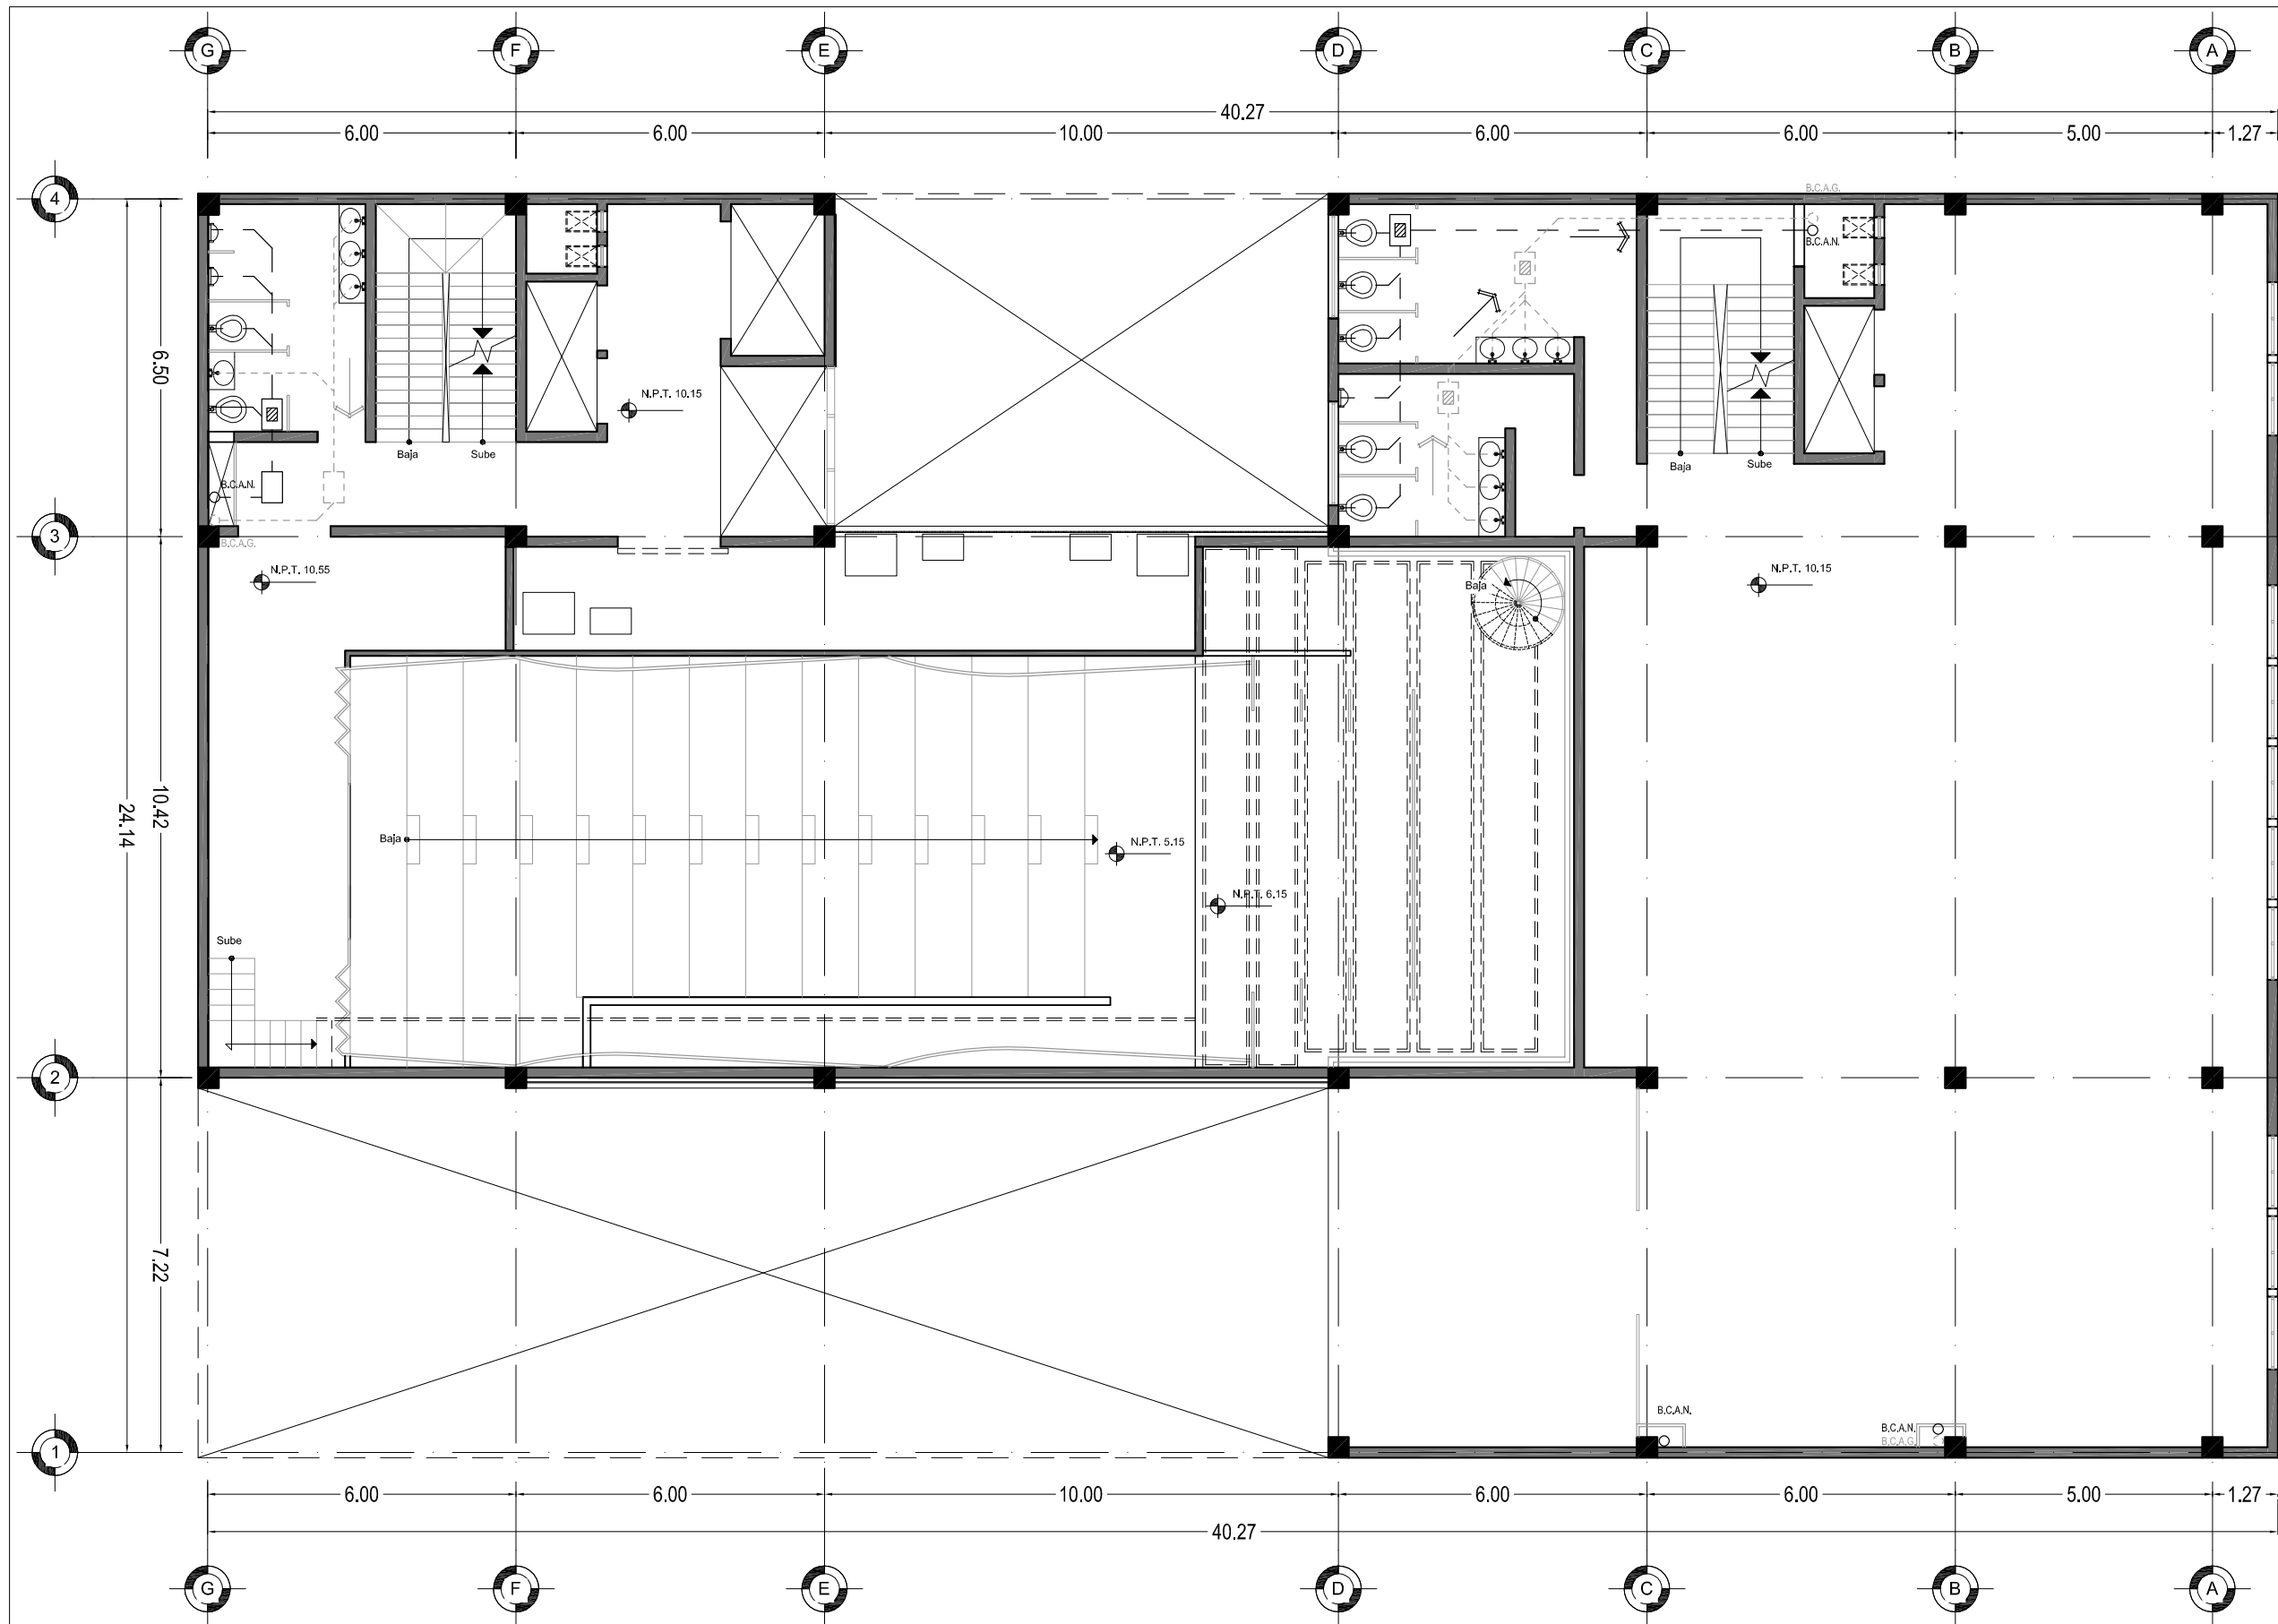 G F E D C B A
40.27
6.00 6.00 10.00 6.00 6.00 5.00 1.27
4
B.C.A.G.
B.C.A.N.
6.50
N.P.T. 10.15
Baja Sube
Baja Sube
B.C.A.N.
3
B.C.A.G.
N.P.T. 10.55
Baja
N.P.T. 10.15
10.42
24.14
Baja
N.P.T. 5.15
N.P.T. 6.15
Sube
2
7.22
B.C.A.N.
B.C.A.N.
B.C.A.G.
1
6.00 6.00 10.00 6.00 6.00 5.00 1.27
40.27
G F E D C B A